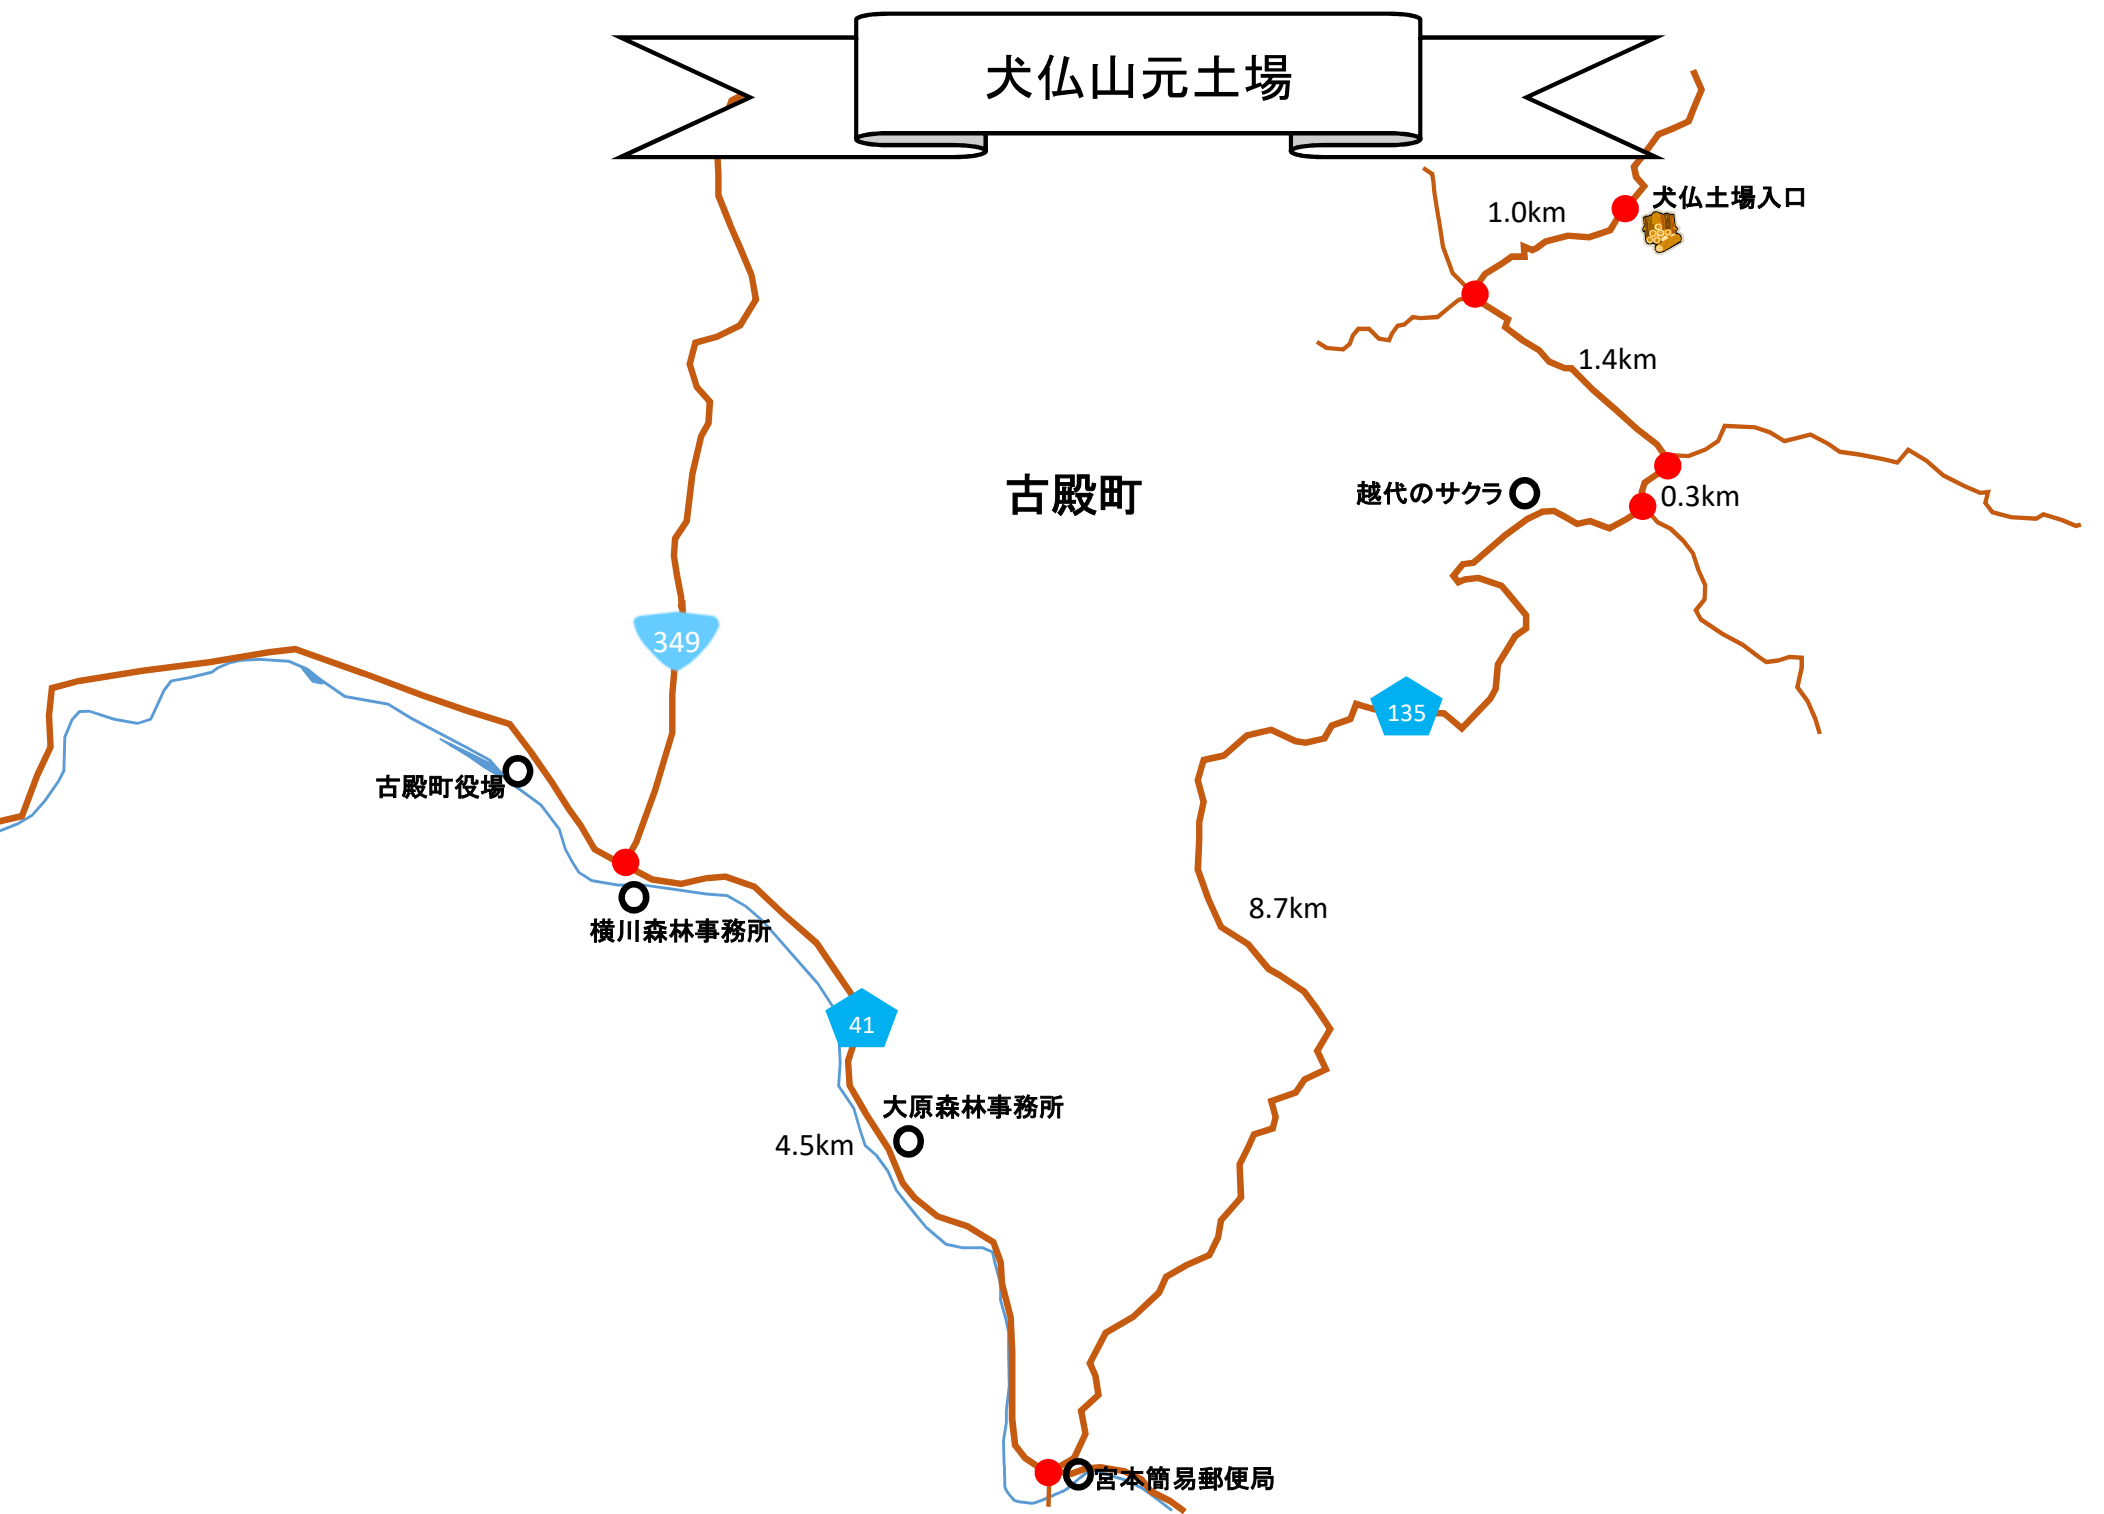 犬仏山元土場
犬仏土場入口
1.0km
1.4km
古殿町
越代のサクラ
0.3km
349
135
古殿町役場
8.7km
横川森林事務所
41
大原森林事務所
4.5km
宮本簡易郵便局